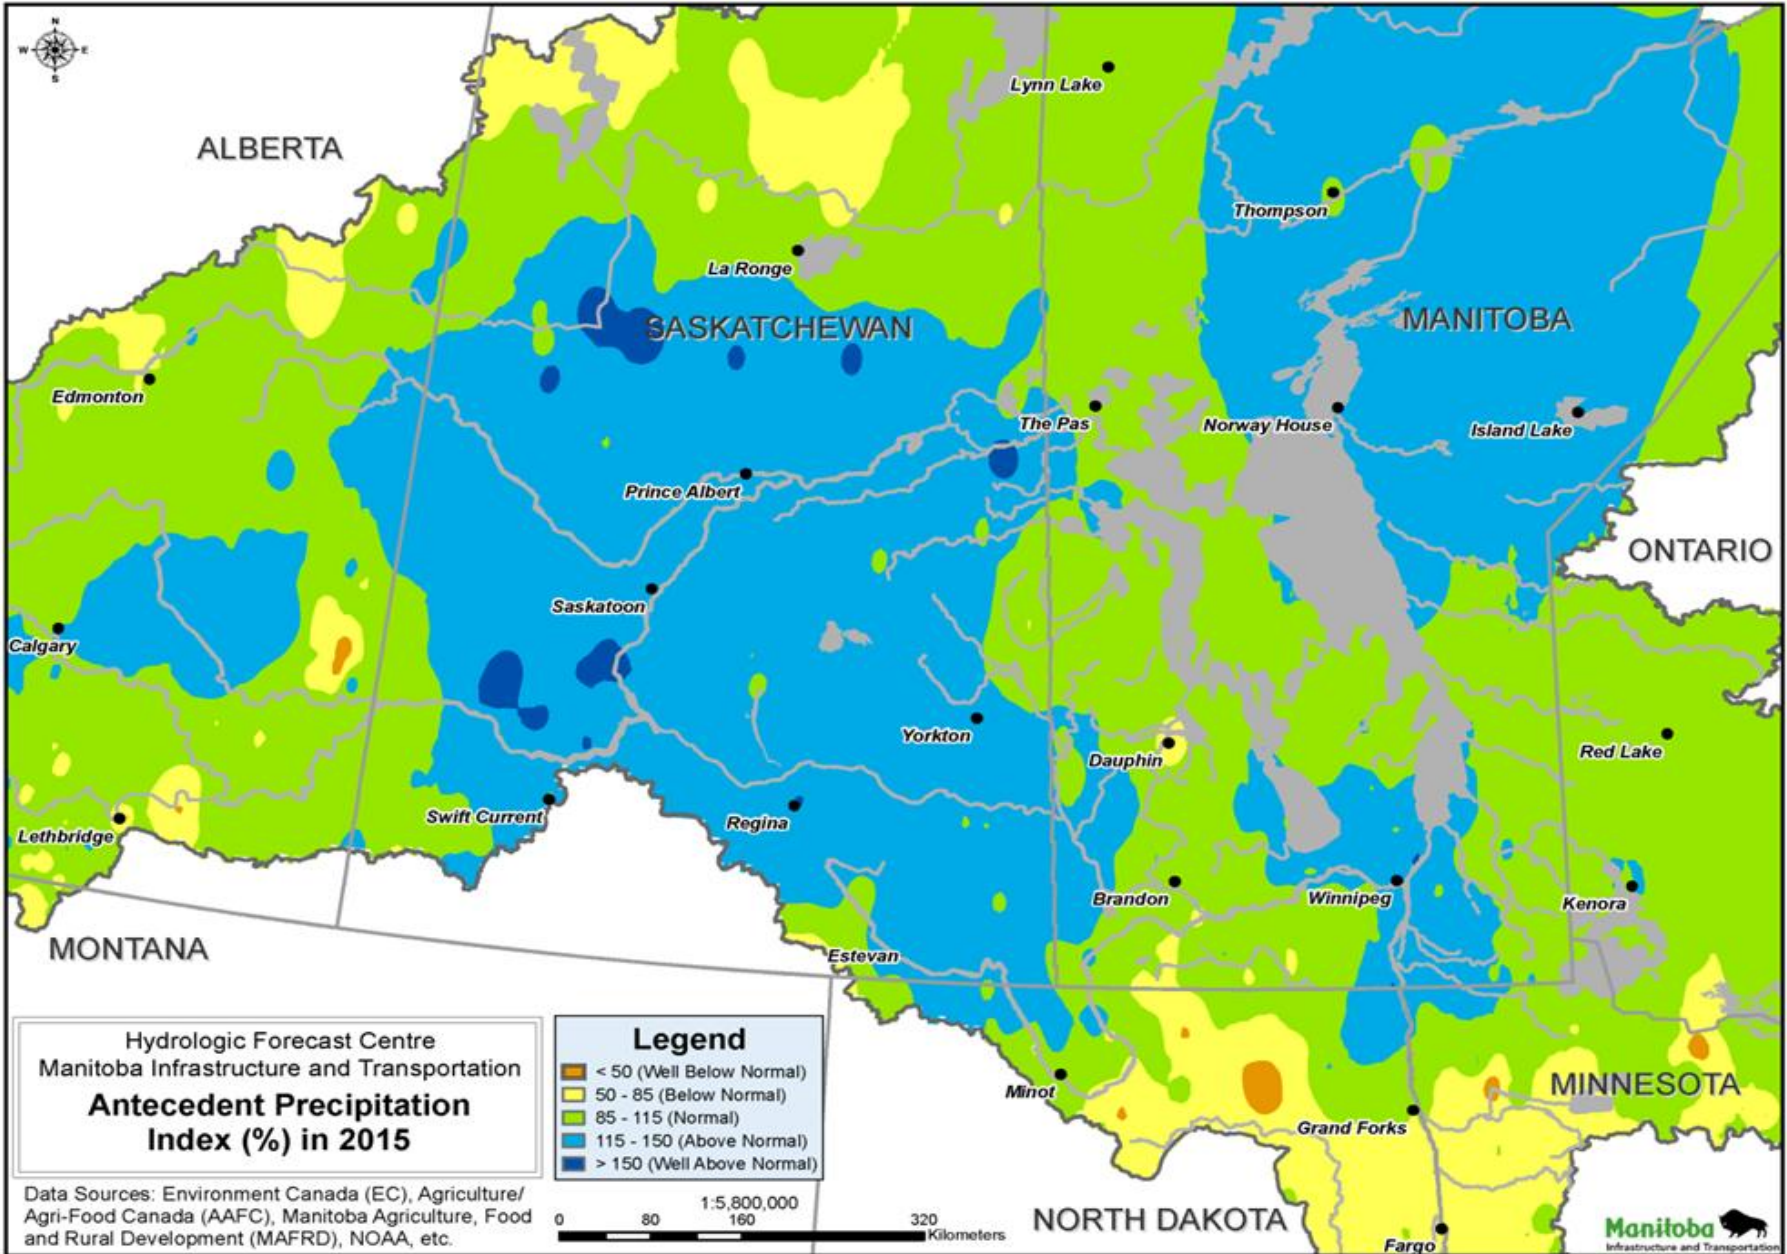 N
W E
S
ALBERTA
Lynn Lake
Thompson
La Ronge
SASKATCHEWAN
MANITOBA
Edmonton
The Pas
Norway House
Island Lake
Prince Albert
ONTARIO
Saskatoon
Calgary
Yorkton
Dauphin
Red Lake
Swift Current
Regina
Lethbridge
Brandon
Winnipeg
Kenora
MONTANA
Estevan
Hydrologic Forecast Centre
Manitoba Infrastructure and Transportation
Antecedent Precipitation
Index (%) in 2015
Legend
< 50 (Well Below Normal)
50 - 85 (Below Normal)
85 - 115 (Normal)
115 - 150 (Above Normal)
> 150 (Well Above Normal)
Minot
MINNESOTA
Grand Forks
Data Sources: Environment Canada (EC), Agriculture/
Agri-Food Canada (AAFC), Manitoba Agriculture, Food
and Rural Development (MAFRD), NOAA, etc.
1:5,800,000
0 80 160 320
Kilometers
NORTH DAKOTA
Fargo
Manitoba
Infrastructure and Transportation